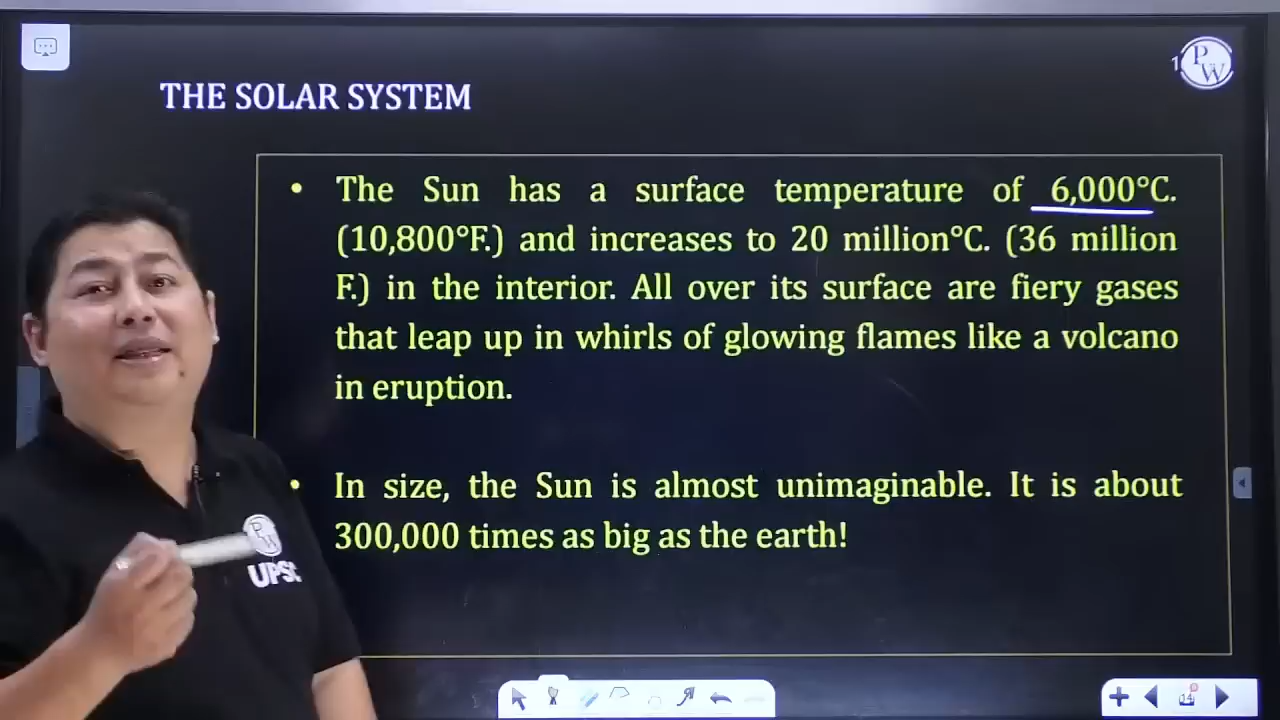 1
P
W
THE SOLAR SYSTEM
• The Sun has a surface temperature of 6,000°C.
(10,800°F.) and increases to 20 million°C. (36 million
F.) in the interior. All over its surface are fiery gases
that leap up in whirls of glowing flames like a volcano
in eruption.
• In size, the Sun is almost unimaginable. It is about
300,000 times as big as the earth!
P
W
UPSC
14